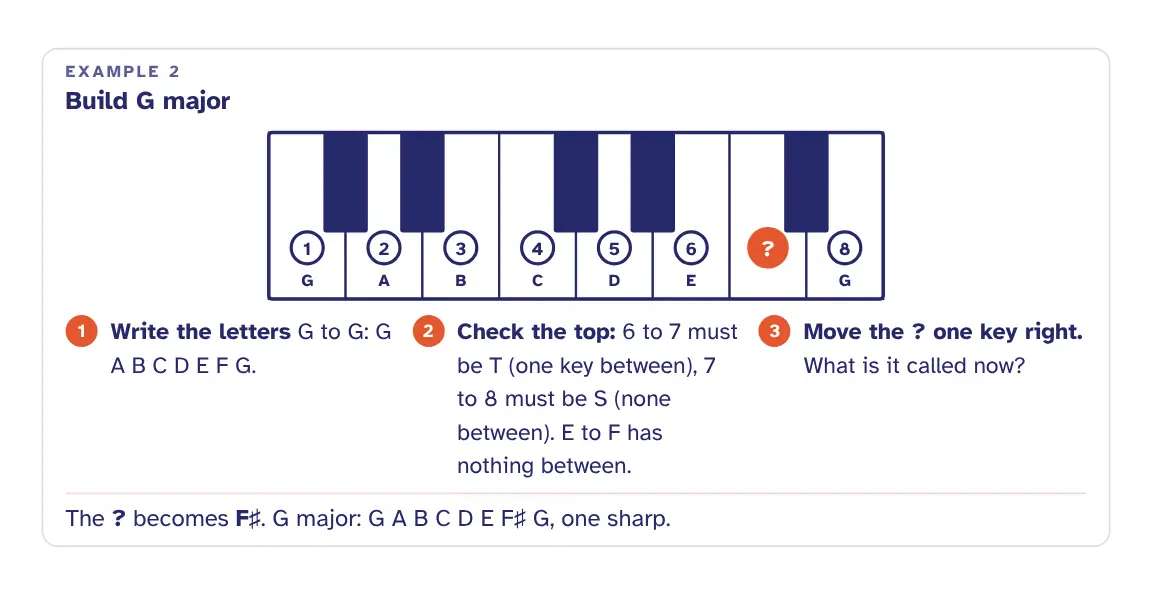 EXAMPLE 2
Build G major
1 2 3 4 5 6 ? 8
G A B C D E G
1 Write the letters G to G: G
A B C D E F G.
2 Check the top: 6 to 7 must
be T (one key between), 7
to 8 must be S (none
between). E to F has
nothing between.
3 Move the ? one key right.
What is it called now?
The ? becomes F♯. G major: G A B C D E F♯ G, one sharp.